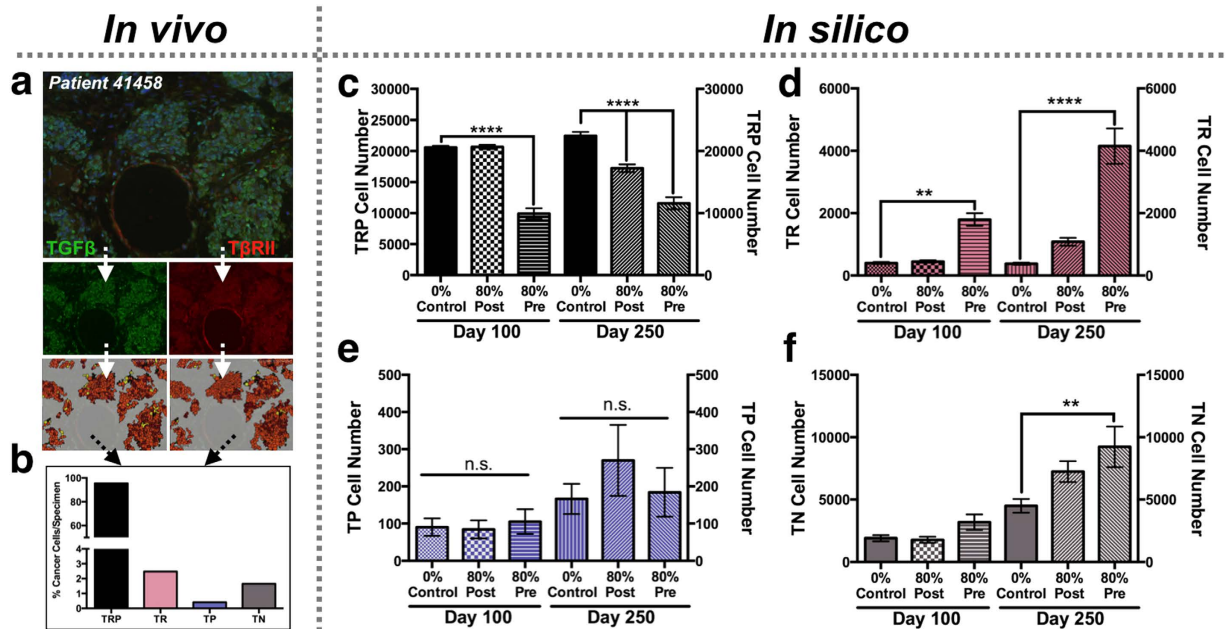 In vivo
In silico
a
Patient 41458
TGFβ
TβRII
b
% Cancer Cells/Specimen
100
80
60
4
3
2
1
0
TRP TR TP TN
c
TRP Cell Number
30000
25000
20000
15000
10000
5000
0
****
****
30000
20000
10000
0
TRP Cell Number
0% 80% 80% 0% 80% 80%
Control Post Pre Control Post Pre
Day 100 Day 250
d
TR Cell Number
6000
4000
2000
0
**
****
6000
4000
2000
0
TR Cell Number
0% 80% 80% 0% 80% 80%
Control Post Pre Control Post Pre
Day 100 Day 250
e
TP Cell Number
500
400
300
200
100
0
n.s.
n.s.
500
400
300
200
100
0
TP Cell Number
0% 80% 80% 0% 80% 80%
Control Post Pre Control Post Pre
Day 100 Day 250
f
TN Cell Number
15000
10000
5000
0
**
15000
10000
5000
0
TN Cell Number
0% 80% 80% 0% 80% 80%
Control Post Pre Control Post Pre
Day 100 Day 250